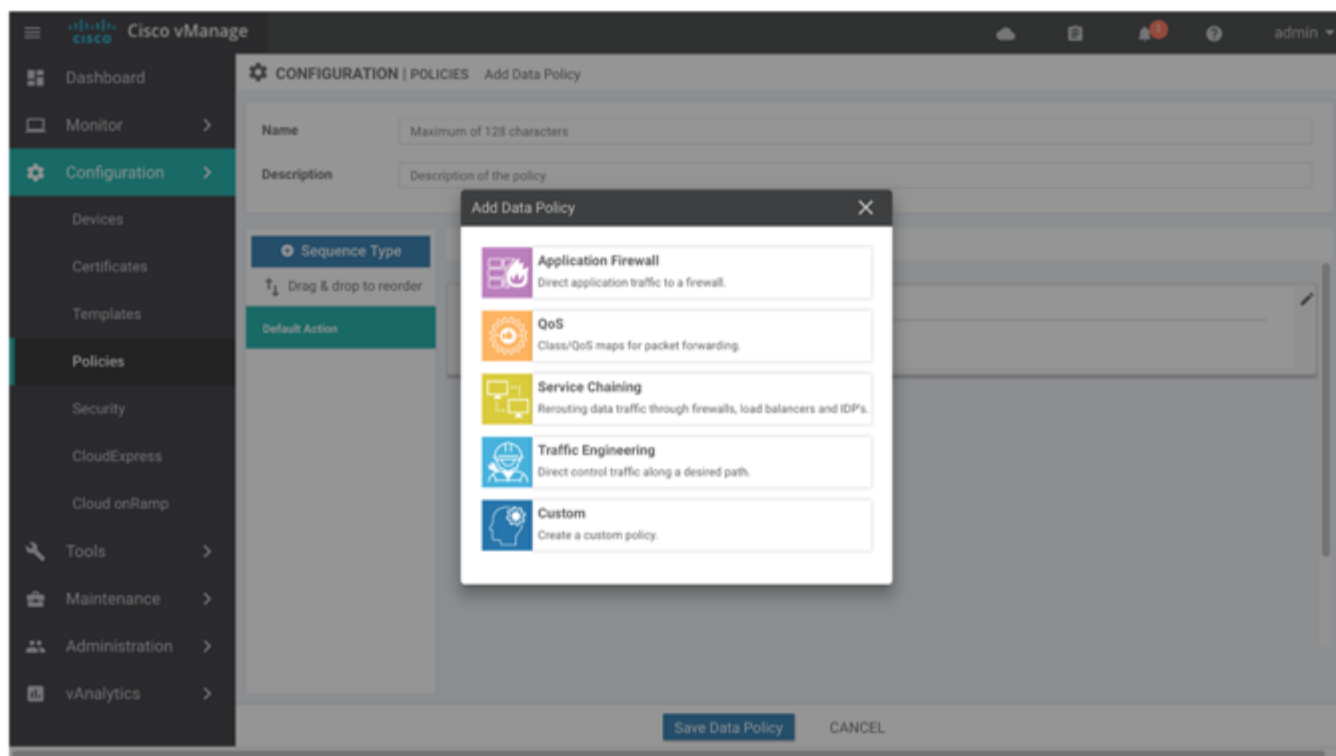 CISCO
Cisco vManage
2
admin
Dashboard
Monitor
Configuration
Devices
Certificates
Templates
Policies
Security
CloudExpress
Cloud onRamp
Tools
Maintenance
Administration
vAnalytics
CONFIGURATION | POLICIES Add Data Policy
Name Maximum of 128 characters
Description Description of the policy
Sequence Type
Drag & drop to reorder
Default Action
Add Data Policy
Application Firewall
Direct application traffic to a firewall.
QoS
Class/QoS maps for packet forwarding.
Service Chaining
Rerouting data traffic through firewalls, load balancers and IDP's.
Traffic Engineering
Direct control traffic along a desired path.
Custom
Create a custom policy.
Save Data Policy CANCEL